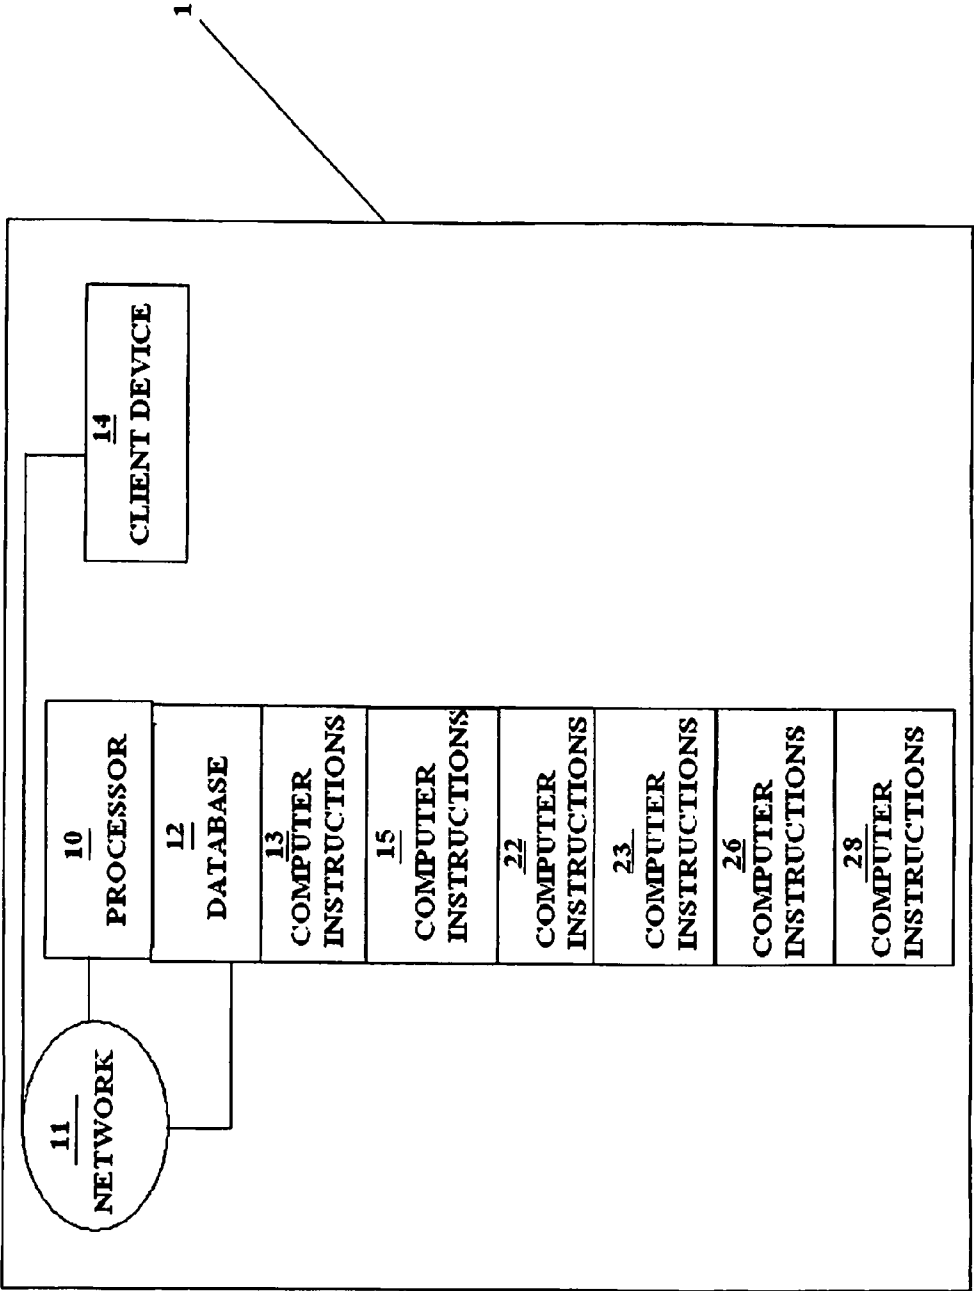 1
14
CLIENT DEVICE
10
PROCESSOR
12
DATABASE
13
COMPUTER
INSTRUCTIONS
15
COMPUTER
INSTRUCTIONS
22
COMPUTER
INSTRUCTIONS
23
COMPUTER
INSTRUCTIONS
26
COMPUTER
INSTRUCTIONS
28
COMPUTER
INSTRUCTIONS
11
NETWORK